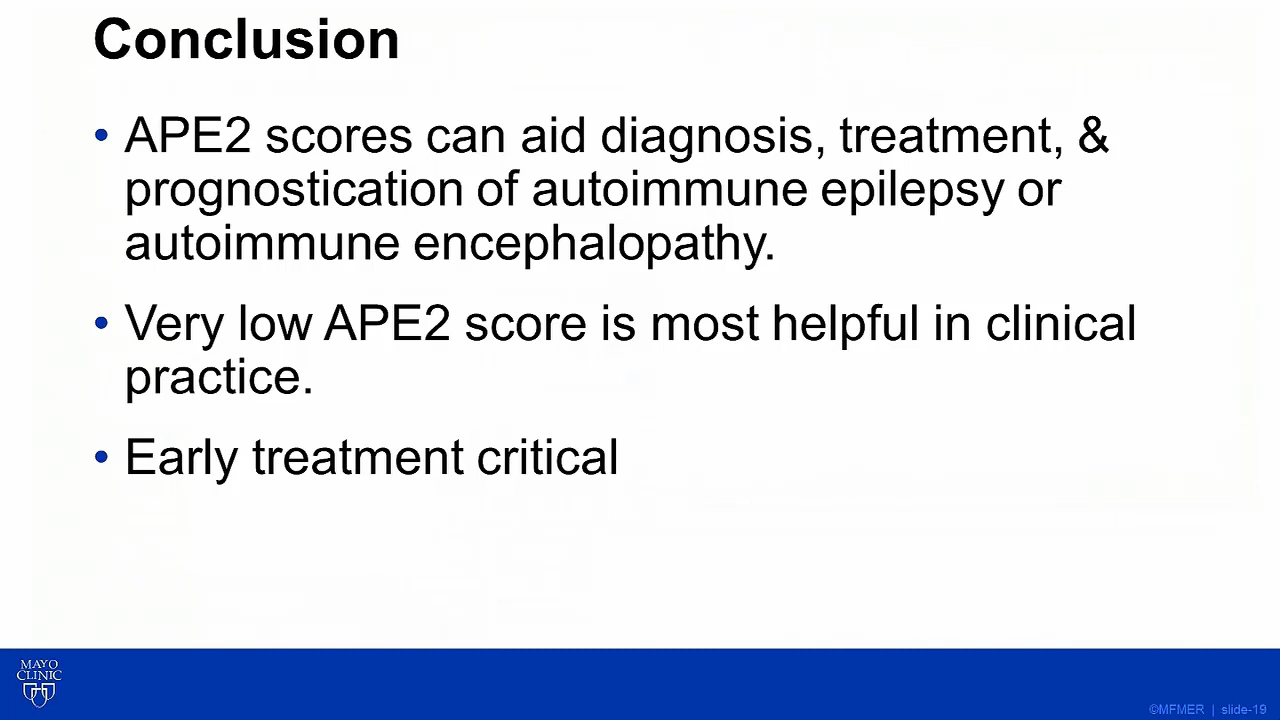 Conclusion
• APE2 scores can aid diagnosis, treatment, &
prognostication of autoimmune epilepsy or
autoimmune encephalopathy.
• Very low APE2 score is most helpful in clinical
practice.
• Early treatment critical
MAYO
CLINIC
©MFMER | slide-19